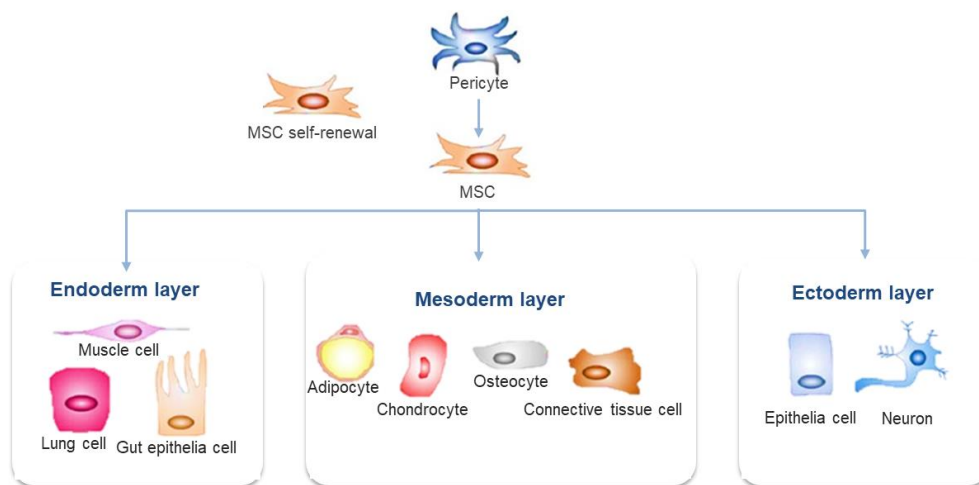 Pericyte
MSC self-renewal
MSC
Endoderm layer
Muscle cell
Lung cell
Gut epithelia cell
Mesoderm layer
Adipocyte
Chondrocyte
Osteocyte
Connective tissue cell
Ectoderm layer
Epithelia cell
Neuron